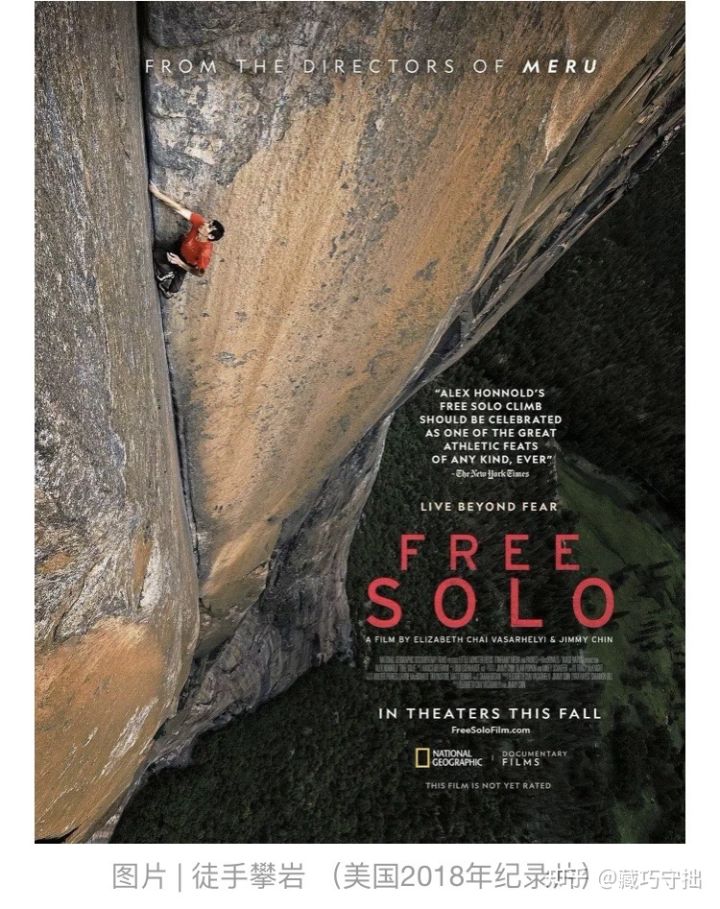 FROM THE DIRECTORS OF MERU
"ALEX HONNOLD'S
FREE SOLO CLIMB
SHOULD BE CELEBRATED
AS ONE OF THE GREAT
ATHLETIC FEATS
OF ANY KIND, EVER"
-The New York Times
LIVE BEYOND FEAR
FREE
SOLO
A FILM BY ELIZABETH CHAI VASARHELYI & JIMMY CHIN
IN THEATERS THIS FALL
FreeSoloFilm.com
NATIONAL
GEOGRAPHIC
DOCUMENTARY
FILMS
THIS FILM IS NOT YET RATED
图片 | 徒手攀岩 （美国2018年纪录片）
知乎 @藏巧守拙